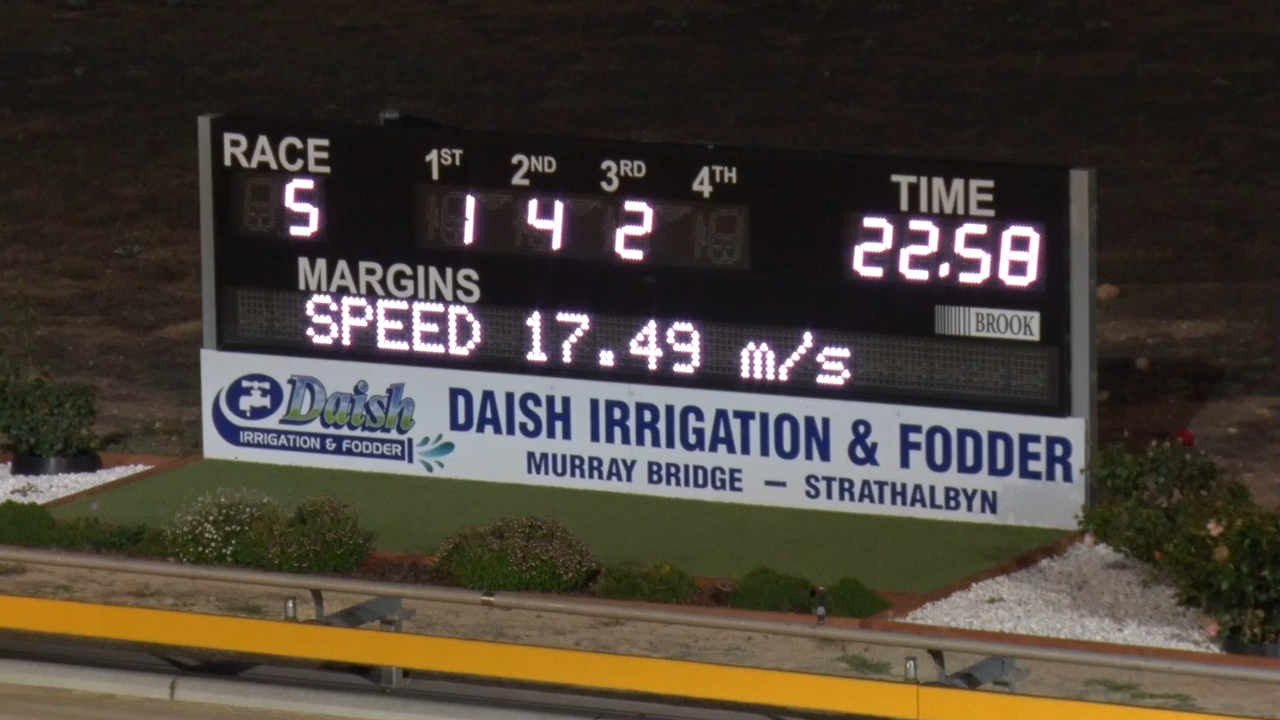 RACE 1ST 2ND 3RD 4TH TIME
5 1 4 2 22.58
MARGINS
SPEED 17.49 m/s
BROOK
Daish
IRRIGATION & FODDER
DAISH IRRIGATION & FODDER
MURRAY BRIDGE – STRATHALBYN